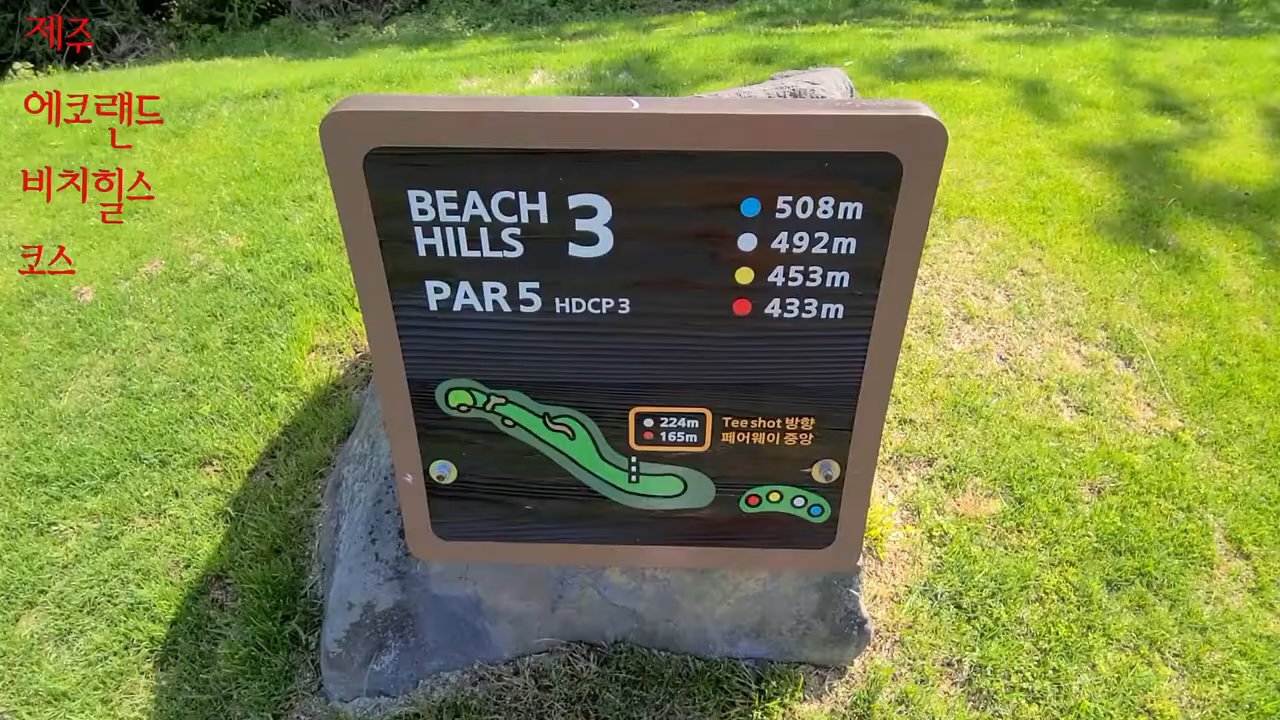 제주
에코랜드
비치힐스
코스
BEACH
HILLS 3
PAR 5 HDCP 3
508m
492m
453m
433m
224m
165m
Tee shot 방향
페어웨이 중앙